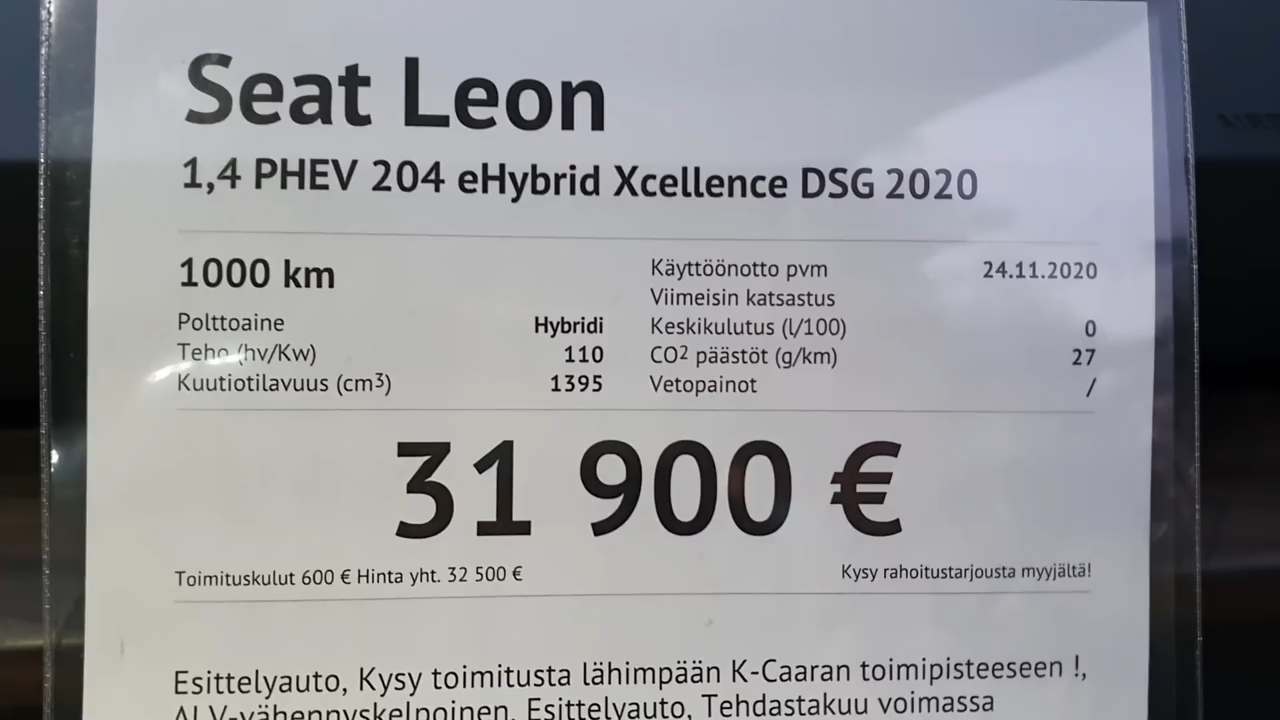 Seat Leon
1,4 PHEV 204 eHybrid Xcellence DSG 2020
1000 km
Polttoaine Hybridi
Teho (hv/Kw) 110
Kuutiotilavuus (cm³) 1395
Käyttöönotto pvm 24.11.2020
Viimeisin katsastus
Keskikulutus (l/100) 0
CO² päästöt (g/km) 27
Vetopainot /
31 900 €
Toimituskulut 600 € Hinta yht. 32 500 €
Kysy rahoitustarjousta myyjältä!
Esittelyauto, Kysy toimitusta lähimpään K-Caaran toimipisteeseen !,
ALV-vähennyskelpoinen, Esittelyauto, Tehdastakuu voimassa